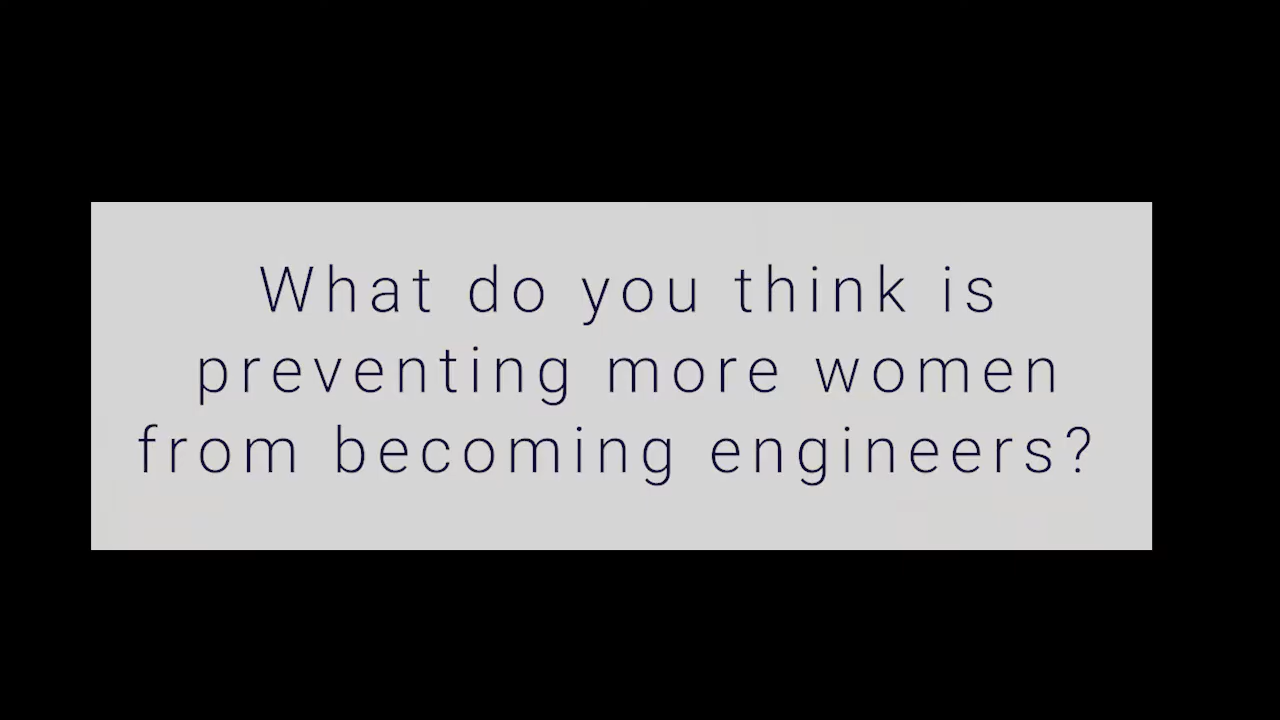 What do you think is
preventing more women
from becoming engineers?